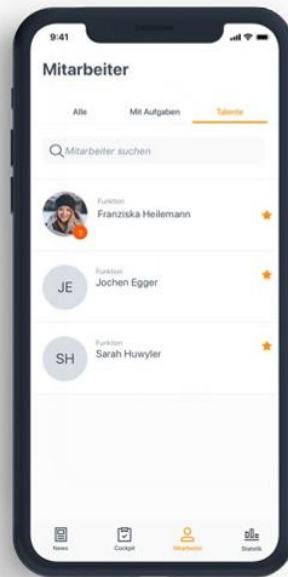 9:41
Mitarbeiter
Alle Mit Aufgaben Talente
Mitarbeiter suchen
Funktion
Franziska Heilemann
3
Funktion
JE Jochen Egger
Funktion
SH Sarah Huwyler
News Cockpit Mitarbeiter Statistik